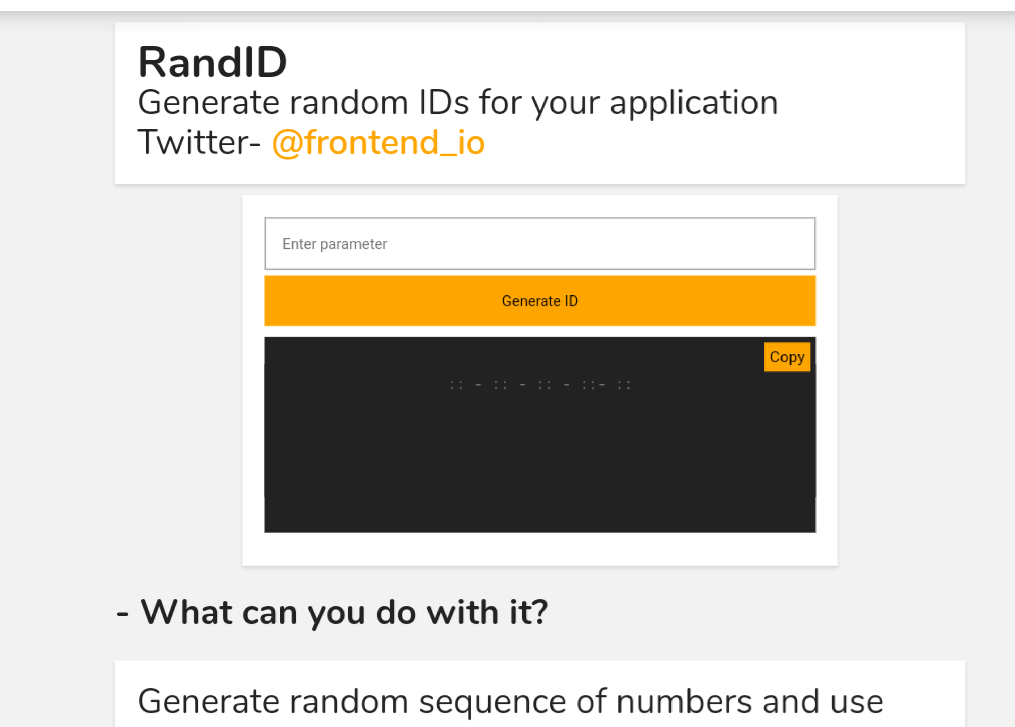 RandID
Generate random IDs for your application
Twitter- @frontend_io
Enter parameter
Generate ID
Copy
:: - :: - :: - ::- ::
- What can you do with it?
Generate random sequence of numbers and use